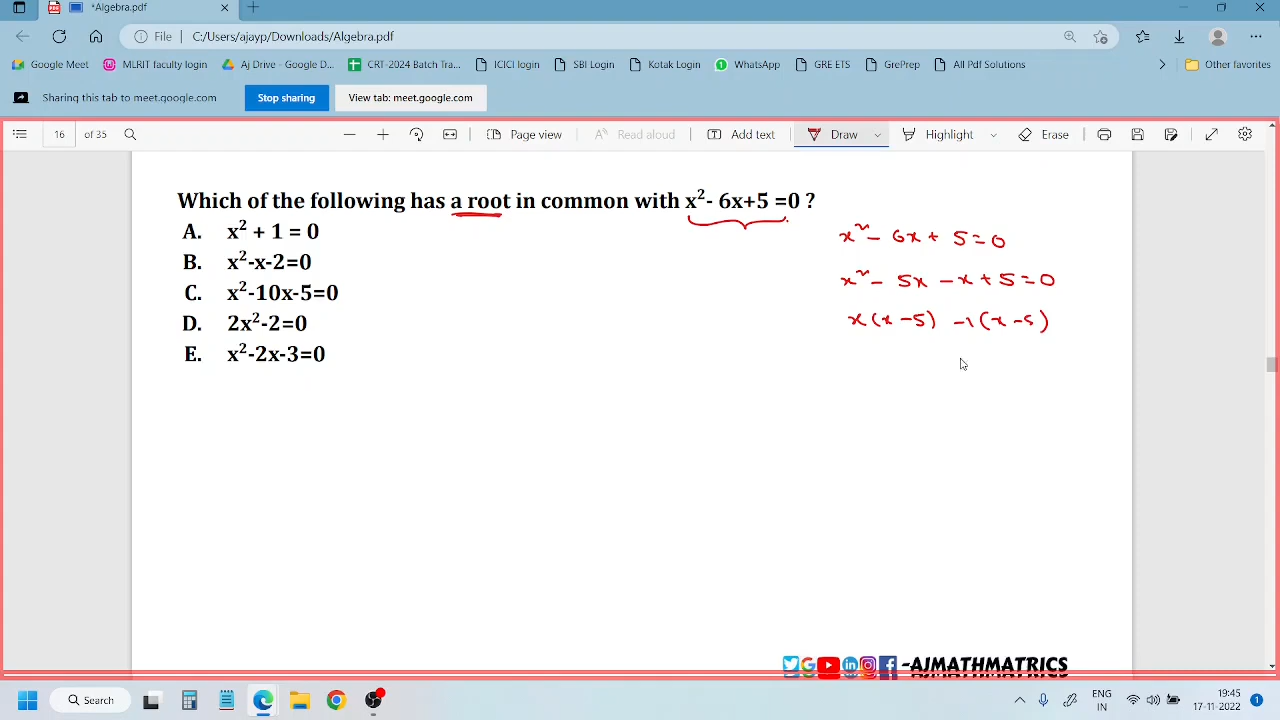 *Algebra.pdf
File C:/Users/ajayp/Downloads/Algebra.pdf
Google Meet MLRIT faculty login Aj Drive - Google D... CRT-2024 Batch Tra... ICICI login SBI Login Kotak Login WhatsApp GRE ETS GrePrep All Pdf Solutions Other favorites
Sharing this tab to meet.google.com Stop sharing View tab: meet.google.com
16 of 35 Page view Read aloud Add text Draw Highlight Erase
Which of the following has a root in common with x²- 6x+5 =0 ?
A. x² + 1 = 0
B. x²-x-2=0
C. x²-10x-5=0
D. 2x²-2=0
E. x²-2x-3=0
x² - 6x + 5 = 0
x² - 5x - x + 5 = 0
x(x-5) -1(x-5)
-AJMATHMATRICS
Search ENG 19:45
IN 17-11-2022 1